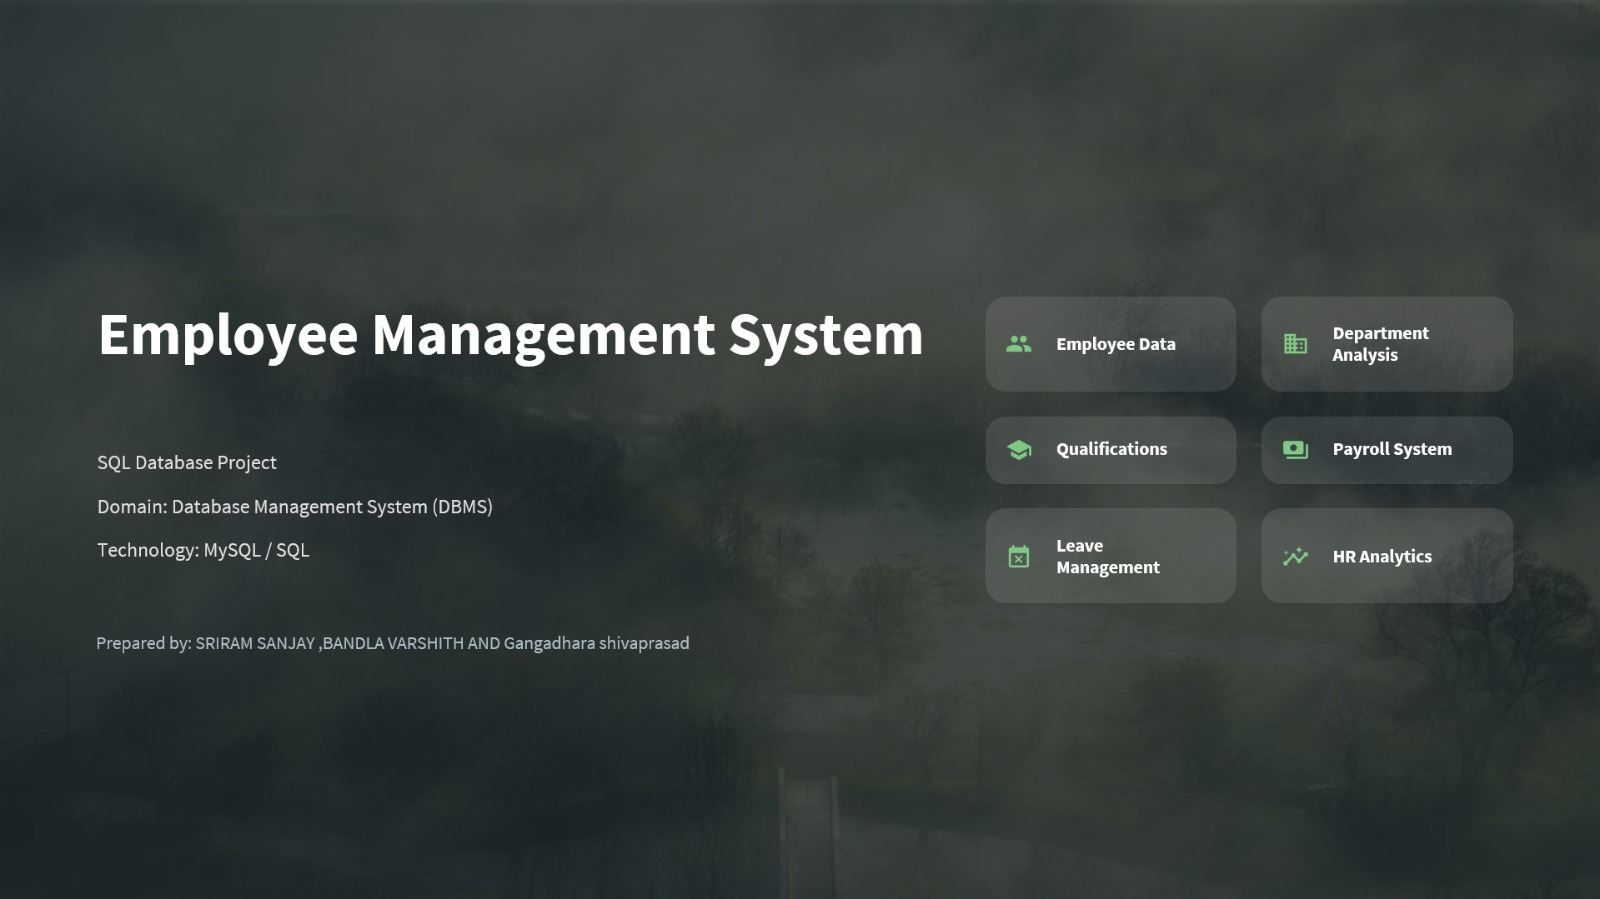 Employee Management System
SQL Database Project
Domain: Database Management System (DBMS)
Technology: MySQL / SQL
Prepared by: SRIRAM SANJAY ,BANDLA VARSHITH AND Gangadhara shivaprasad
Employee Data
Department
Analysis
Qualifications
Payroll System
Leave
Management
HR Analytics